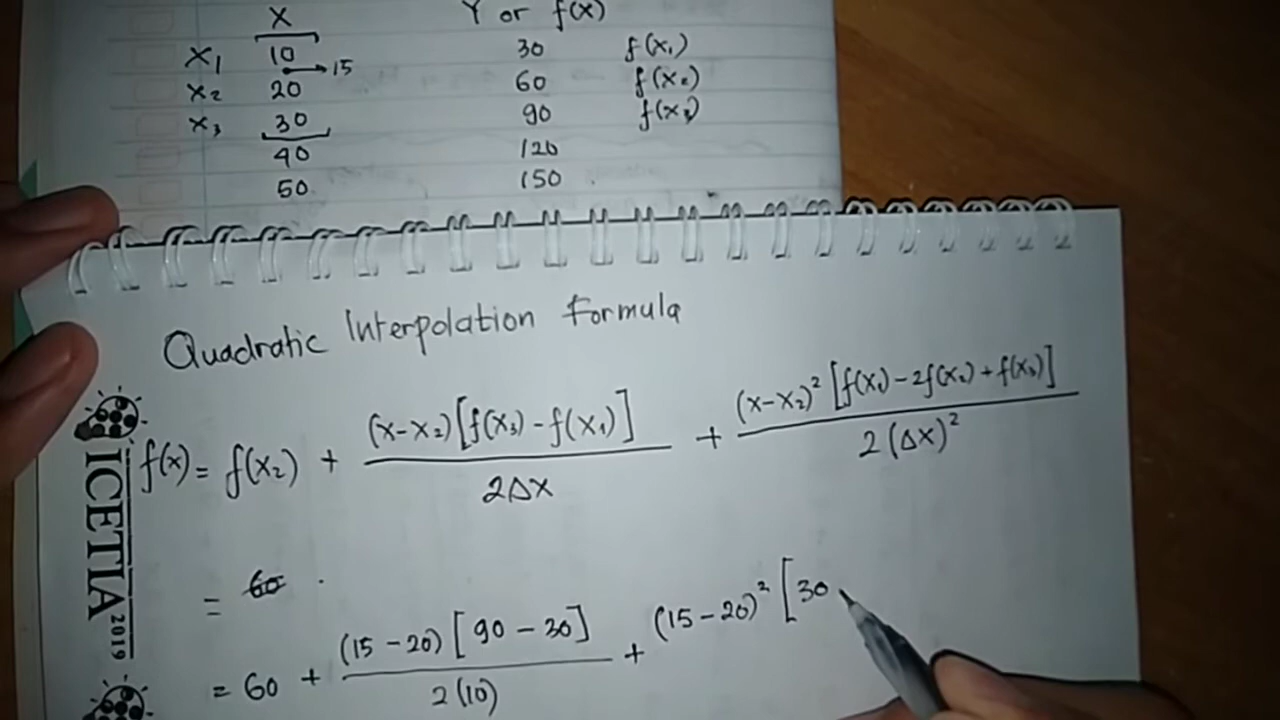 X Y or f(x)
x₁ 10 → 15 30 f(x₁)
x₂ 20 60 f(x₂)
x₃ 30 90 f(x₃)
40 120
50 150
Quadratic Interpolation Formula
f(x) = f(x₂) + (x-x₂)[f(x₃) - f(x₁)] / 2Δx + (x-x₂)² [f(x₁) - 2f(x₂) + f(x₃)] / 2(Δx)²
= 60
= 60 + (15-20) [90-30] / 2(10) + (15-20)² [30
ICETIA 2019